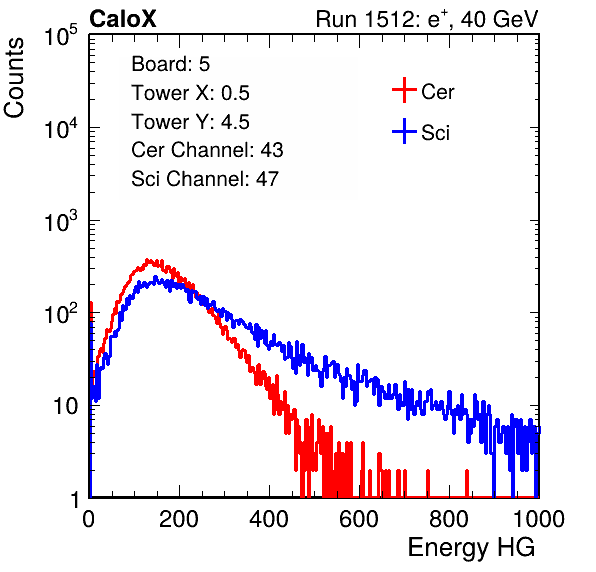 CaloX Run 1512: e⁺, 40 GeV
Counts
10⁵
10⁴
10³
10²
10
1
Board: 5
Tower X: 0.5
Tower Y: 4.5
Cer Channel: 43
Sci Channel: 47
Cer
Sci
0 200 400 600 800 1000
Energy HG